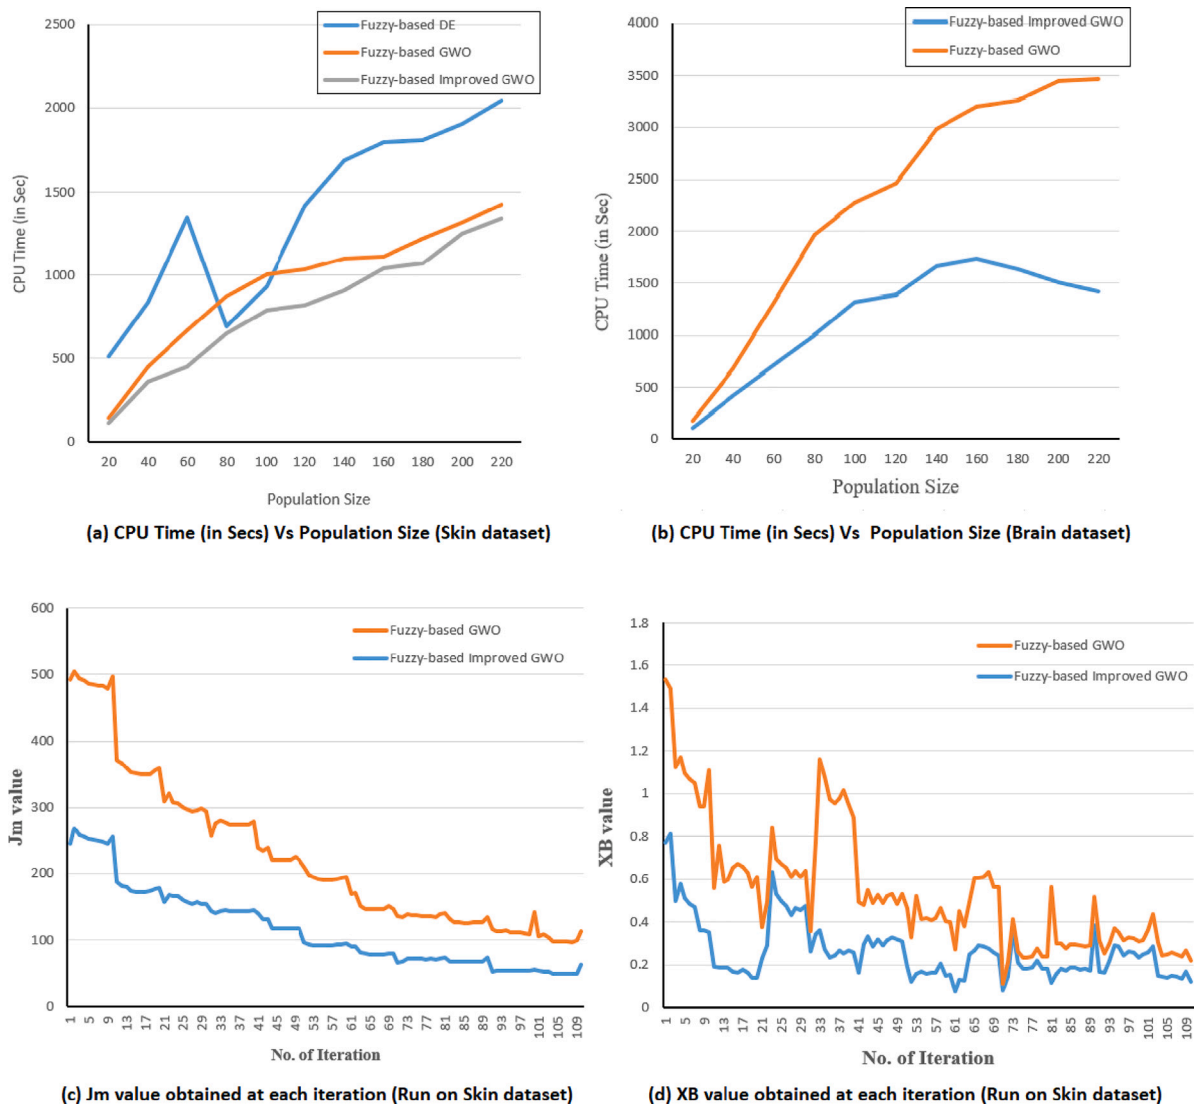 2500
2000
1500
1000
500
0
CPU Time (in Sec)
Fuzzy-based DE
Fuzzy-based GWO
Fuzzy-based Improved GWO
20 40 60 80 100 120 140 160 180 200 220
Population Size
(a) CPU Time (in Secs) Vs Population Size (Skin dataset)
4000
3500
3000
2500
2000
1500
1000
500
0
CPU Time (in Sec)
Fuzzy-based Improved GWO
Fuzzy-based GWO
20 40 60 80 100 120 140 160 180 200 220
Population Size
(b) CPU Time (in Secs) Vs Population Size (Brain dataset)
600
500
400
300
200
100
0
Jm value
Fuzzy-based GWO
Fuzzy-based Improved GWO
1 5 9 13 17 21 25 29 33 37 41 45 49 53 57 61 65 69 73 77 81 85 89 93 97 101 105 109
No. of Iteration
(c) Jm value obtained at each iteration (Run on Skin dataset)
1.8
1.6
1.4
1.2
1
0.8
0.6
0.4
0.2
0
XB value
Fuzzy-based GWO
Fuzzy-based Improved GWO
1 5 9 13 17 21 25 29 33 37 41 45 49 53 57 61 65 69 73 77 81 85 89 93 97 101 105 109
No. of Iteration
(d) XB value obtained at each iteration (Run on Skin dataset)